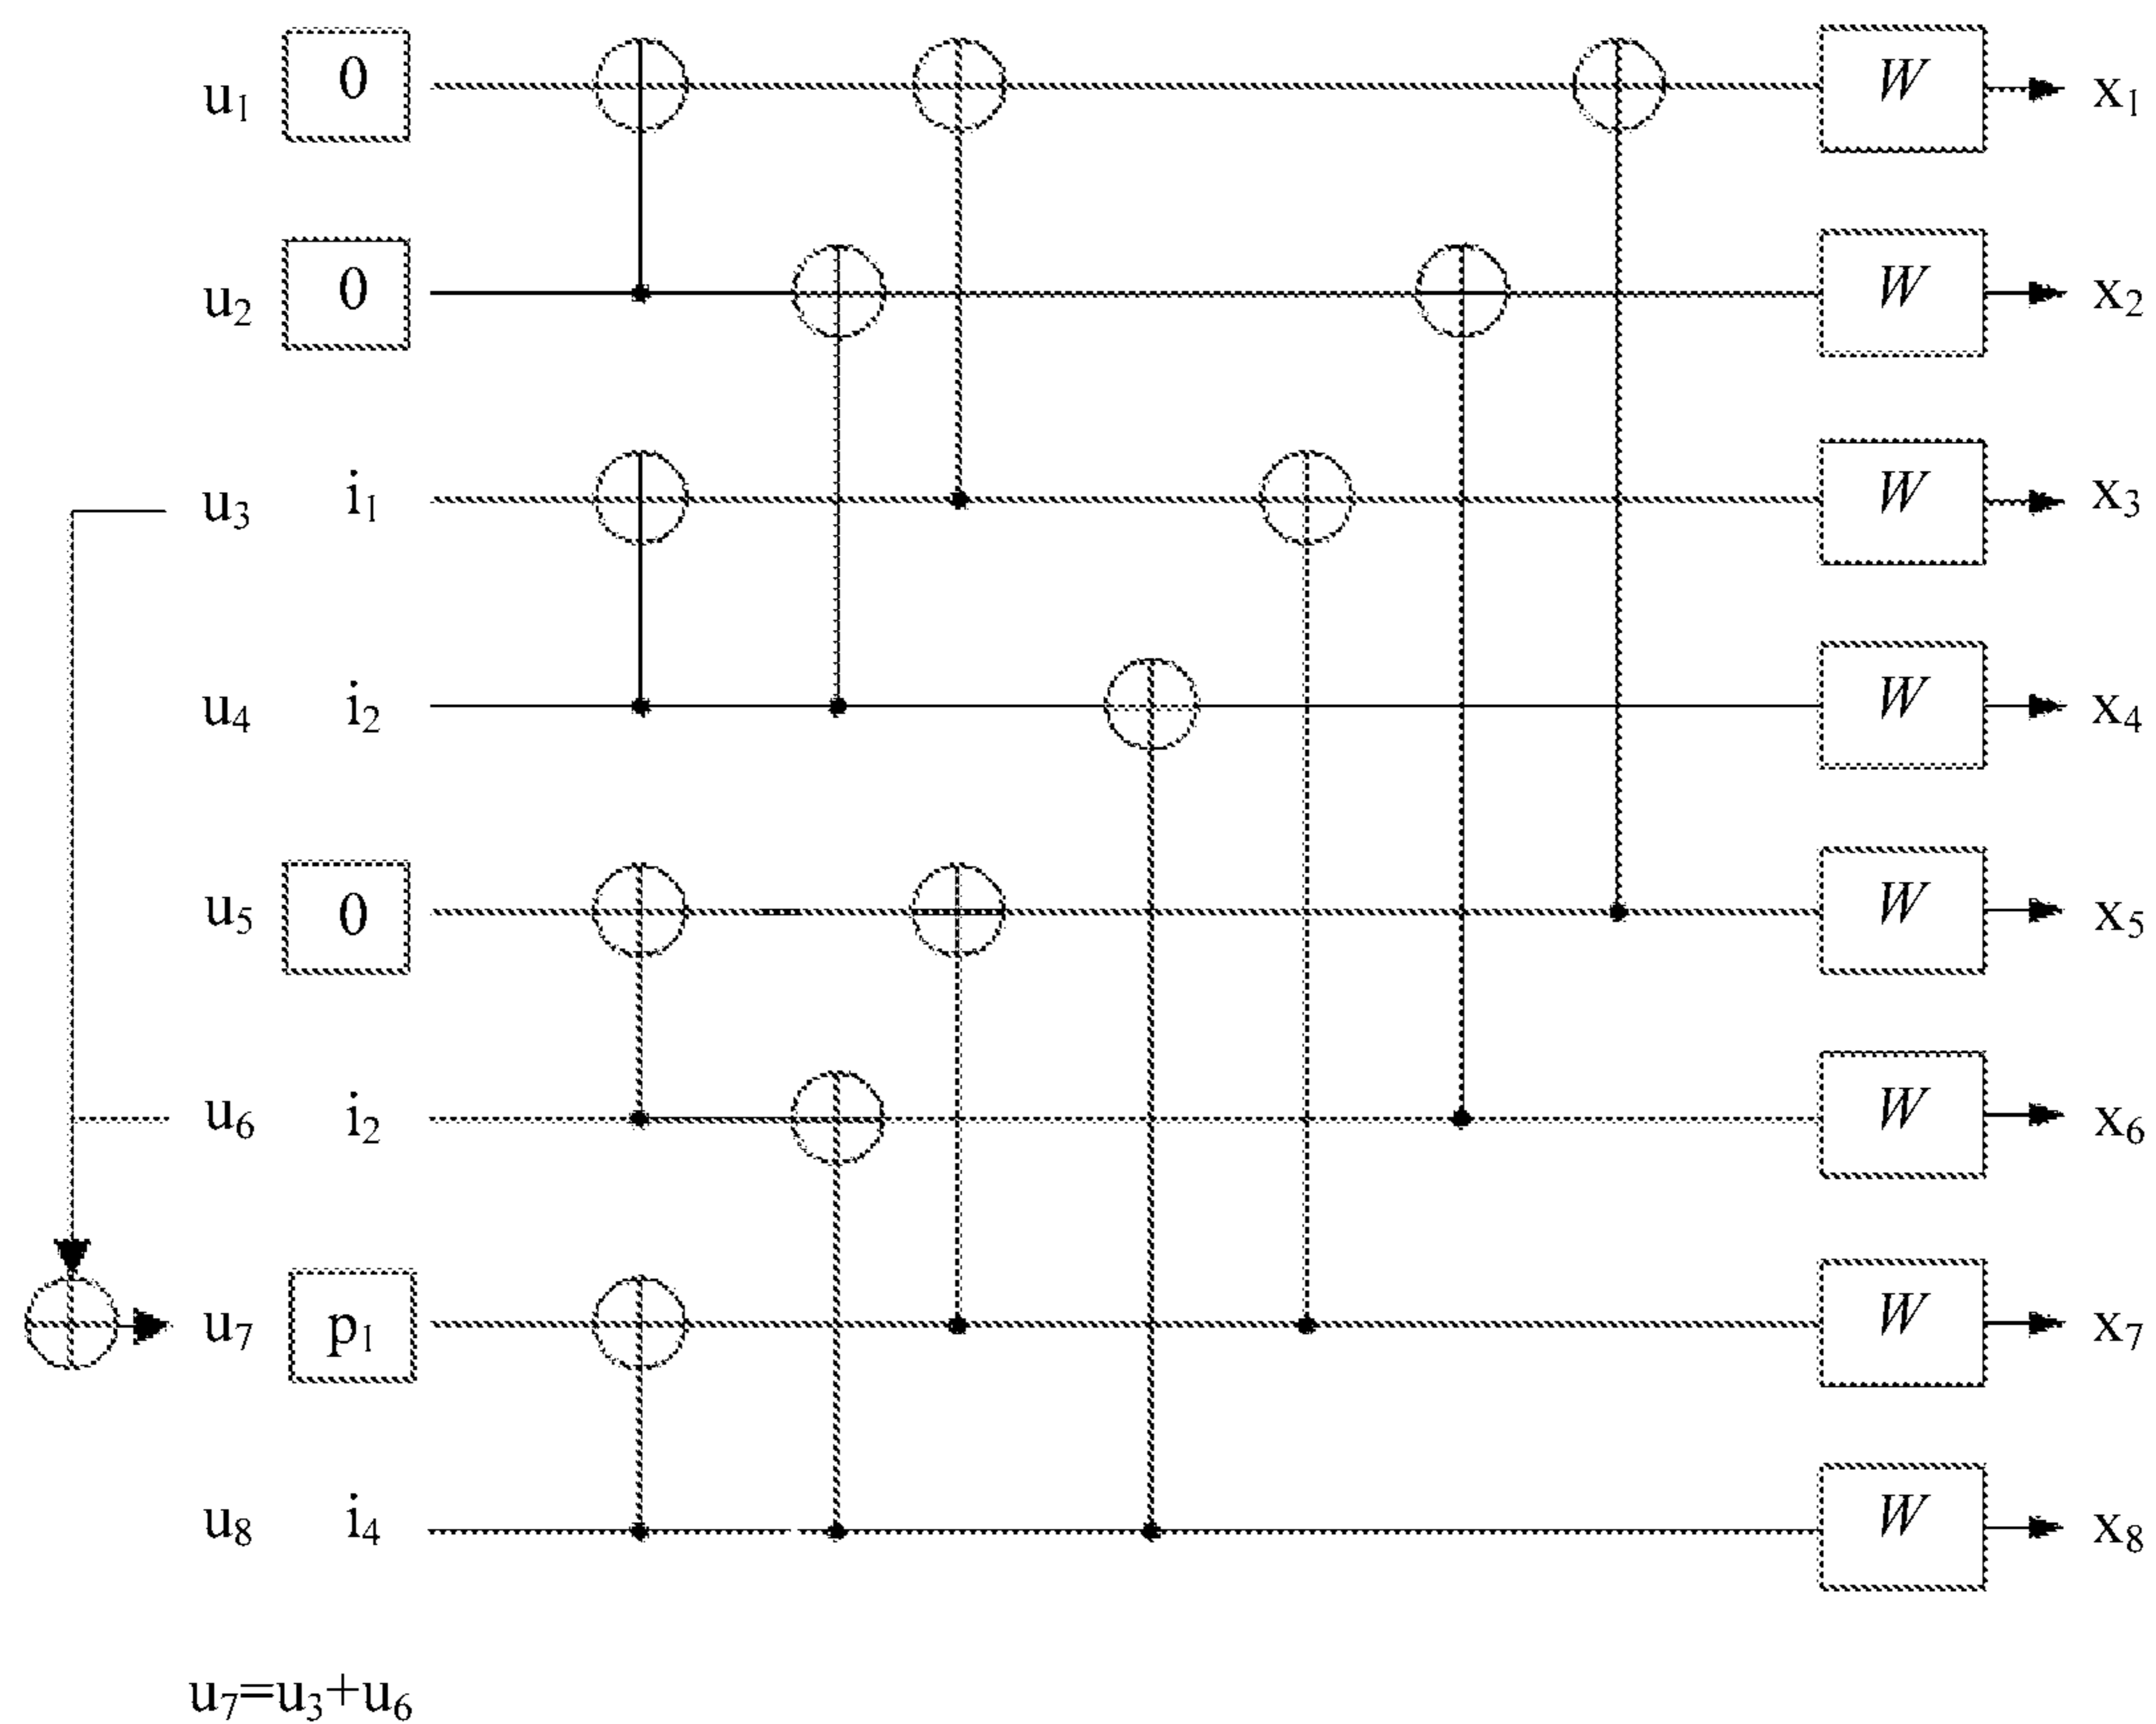 u₁ 0 W x₁
u₂ 0 W x₂
u₃ i₁ W x₃
u₄ i₂ W x₄
u₅ 0 W x₅
u₆ i₂ W x₆
u₇ p₁ W x₇
u₈ i₄ W x₈
u₇=u₃+u₆